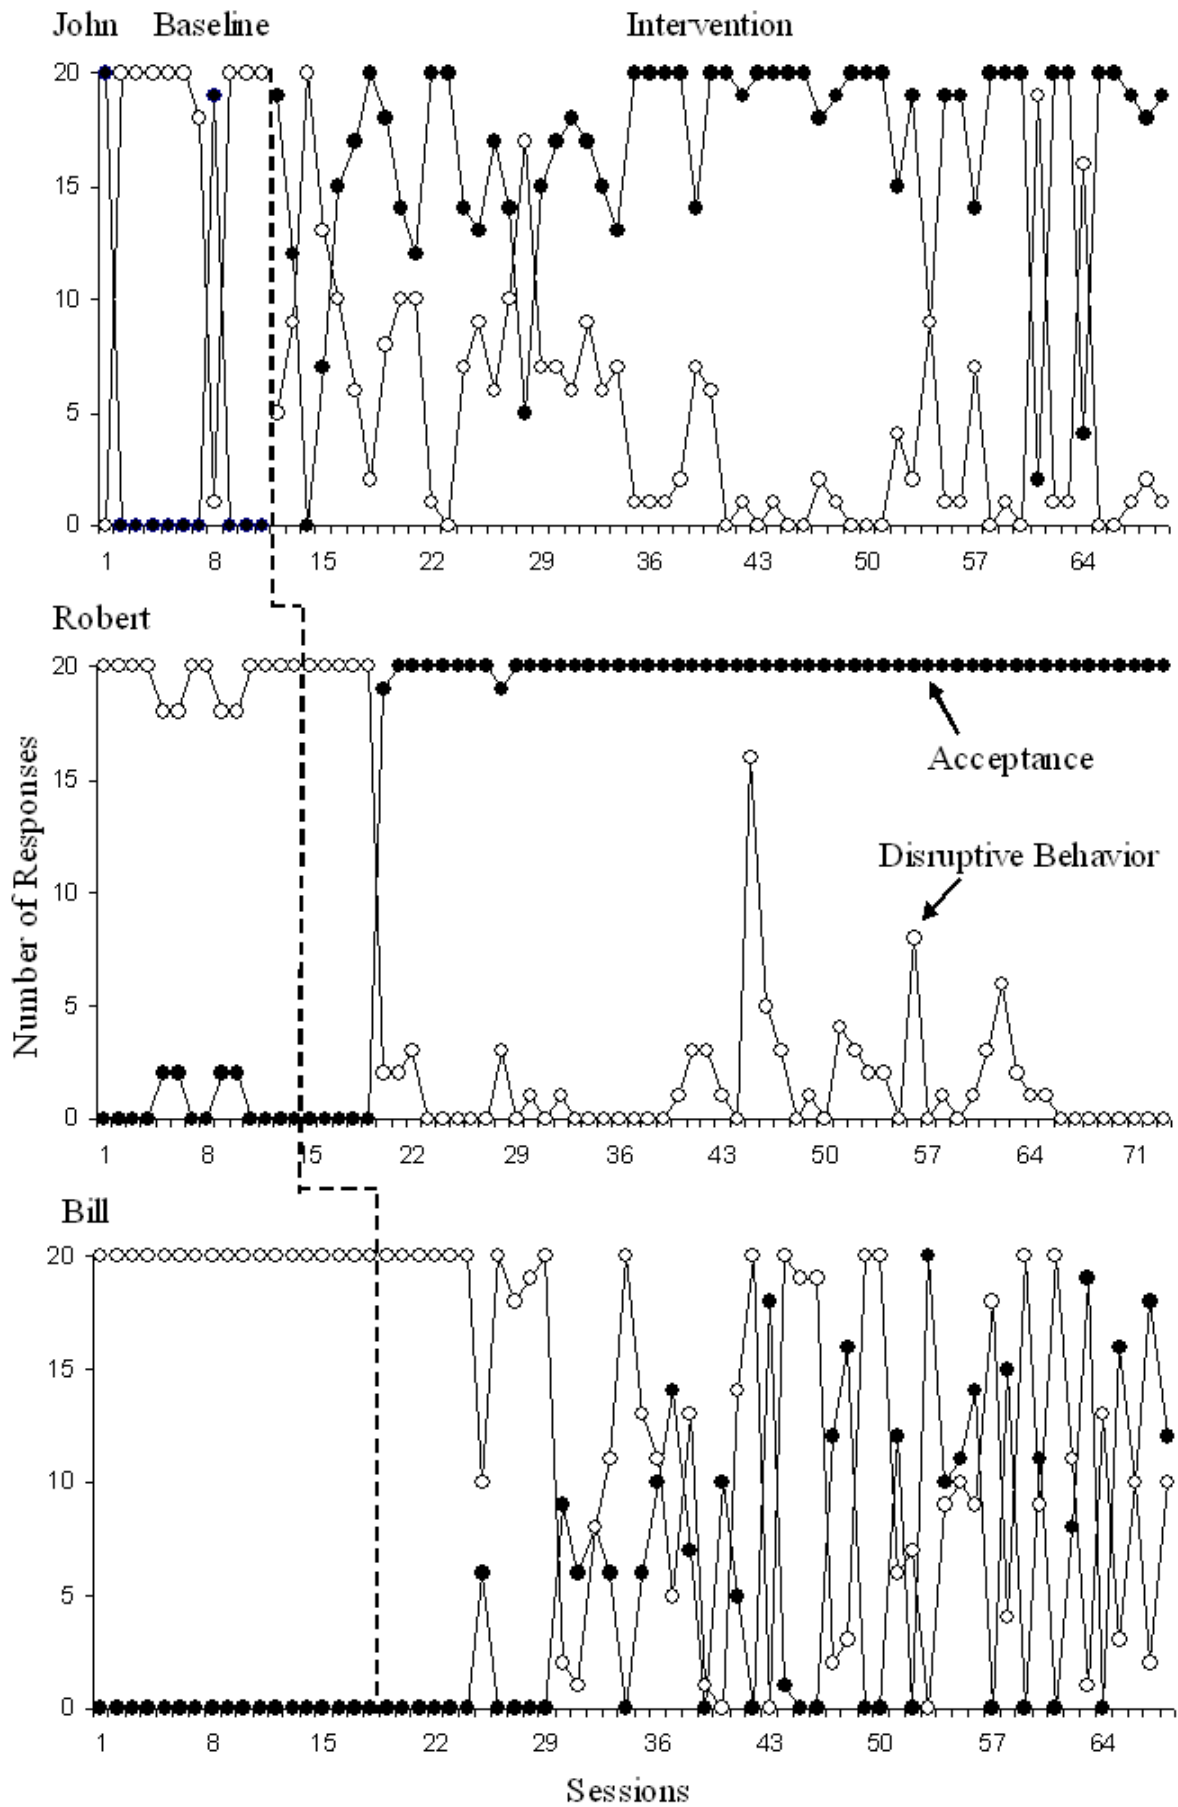 John Baseline Intervention
20
15
10
5
0
1 8 15 22 29 36 43 50 57 64
Robert
20
15
10
5
0
Acceptance
Disruptive Behavior
1 8 15 22 29 36 43 50 57 64 71
Number of Responses
Bill
20
15
10
5
0
1 8 15 22 29 36 43 50 57 64
Sessions